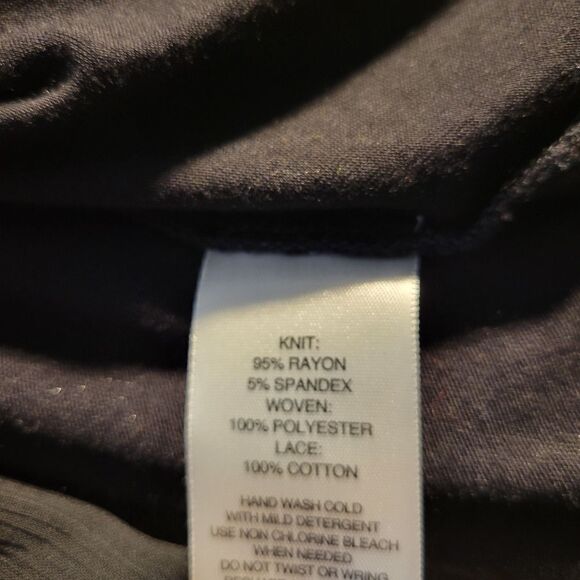 KNIT:
95% RAYON
5% SPANDEX
WOVEN:
100% POLYESTER
LACE:
100% COTTON
HAND WASH COLD
WITH MILD DETERGENT
USE NON CHLORINE BLEACH
WHEN NEEDED
DO NOT TWIST OR WRING